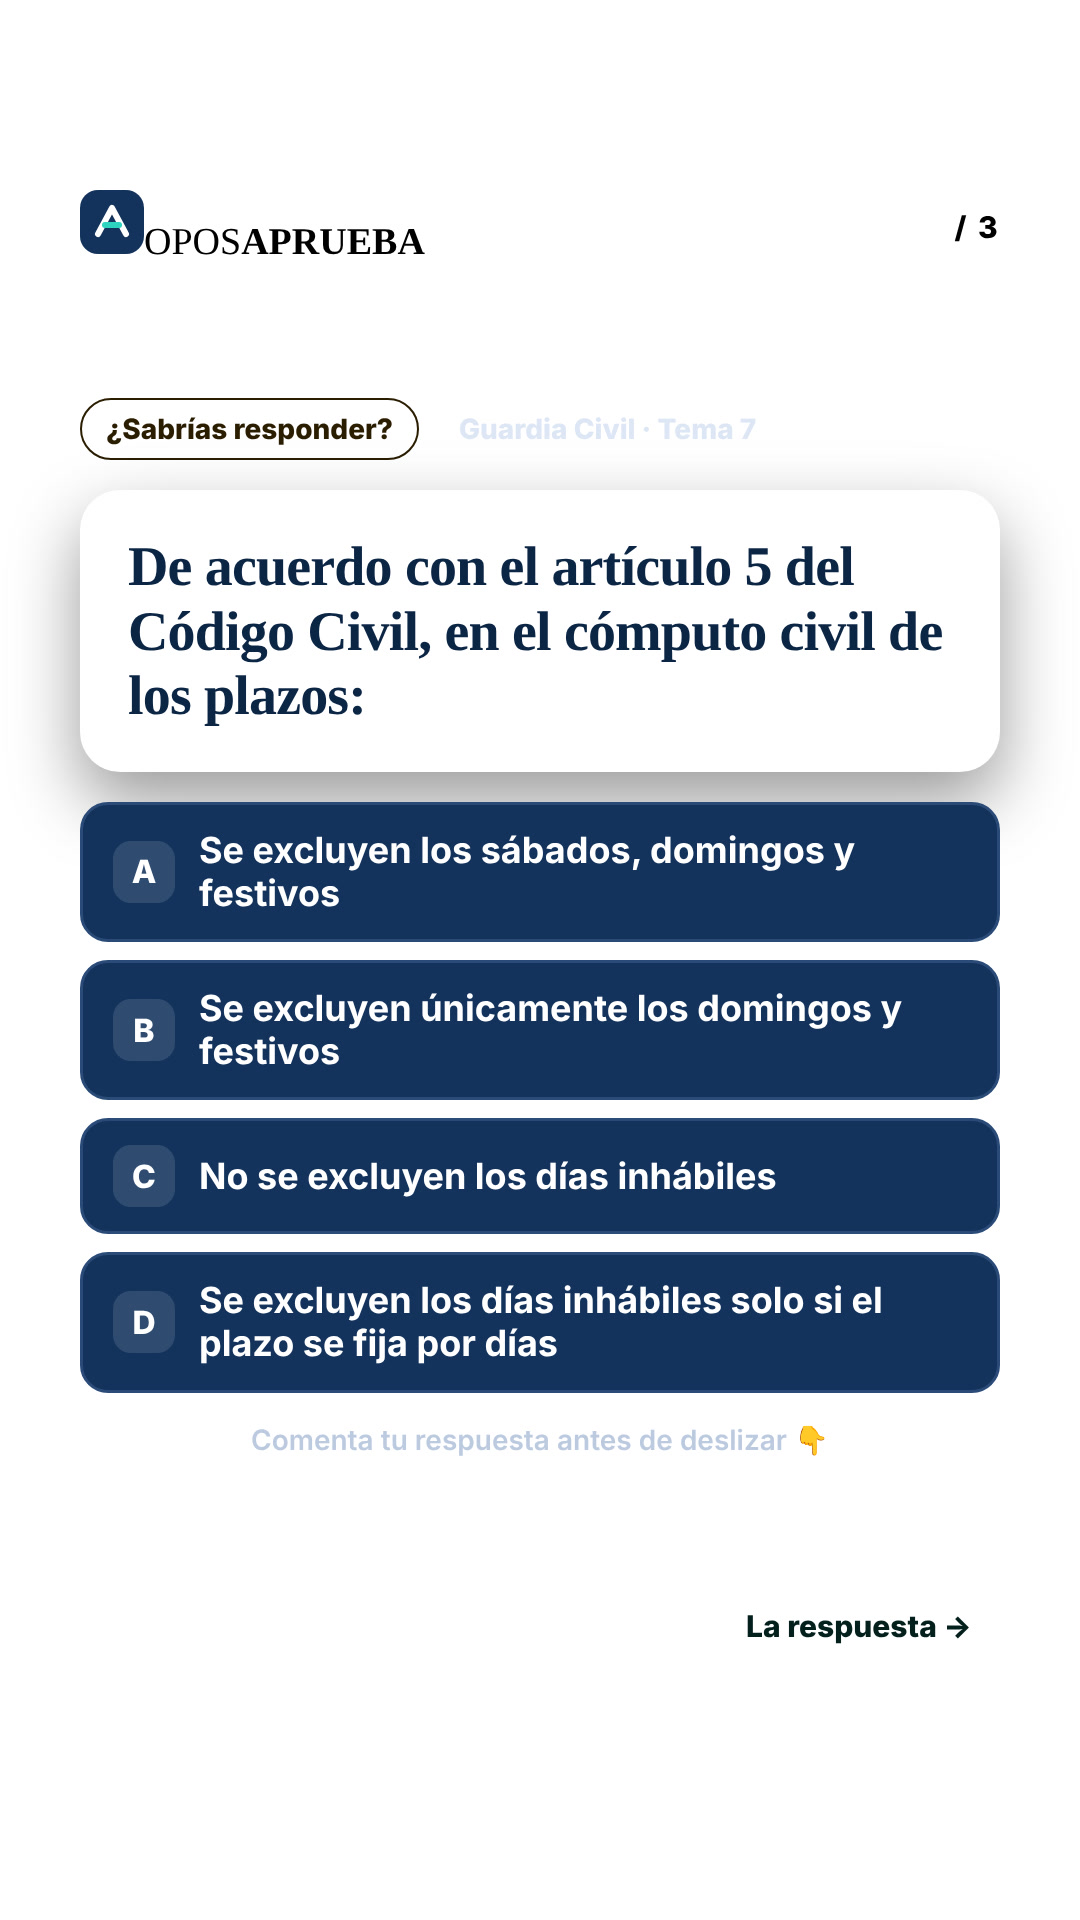 OPOSAPRUEBA
/ 3
¿Sabrías responder?
Guardia Civil · Tema 7
De acuerdo con el artículo 5 del
Código Civil, en el cómputo civil de
los plazos:
A
Se excluyen los sábados, domingos y
festivos
B
Se excluyen únicamente los domingos y
festivos
C
No se excluyen los días inhábiles
D
Se excluyen los días inhábiles solo si el
plazo se fija por días
Comenta tu respuesta antes de deslizar 👇
La respuesta →